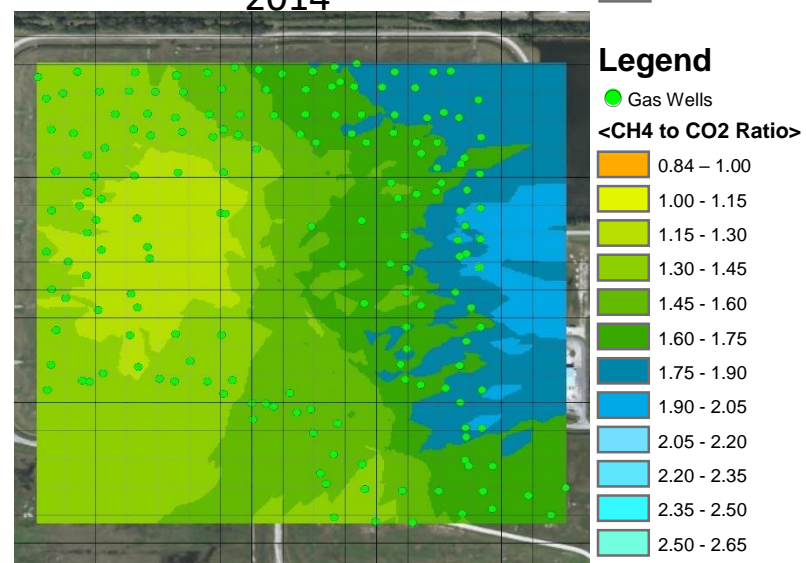 2014
Legend
Gas Wells
<CH4 to CO2 Ratio>
0.84 – 1.00
1.00 - 1.15
1.15 - 1.30
1.30 - 1.45
1.45 - 1.60
1.60 - 1.75
1.75 - 1.90
1.90 - 2.05
2.05 - 2.20
2.20 - 2.35
2.35 - 2.50
2.50 - 2.65